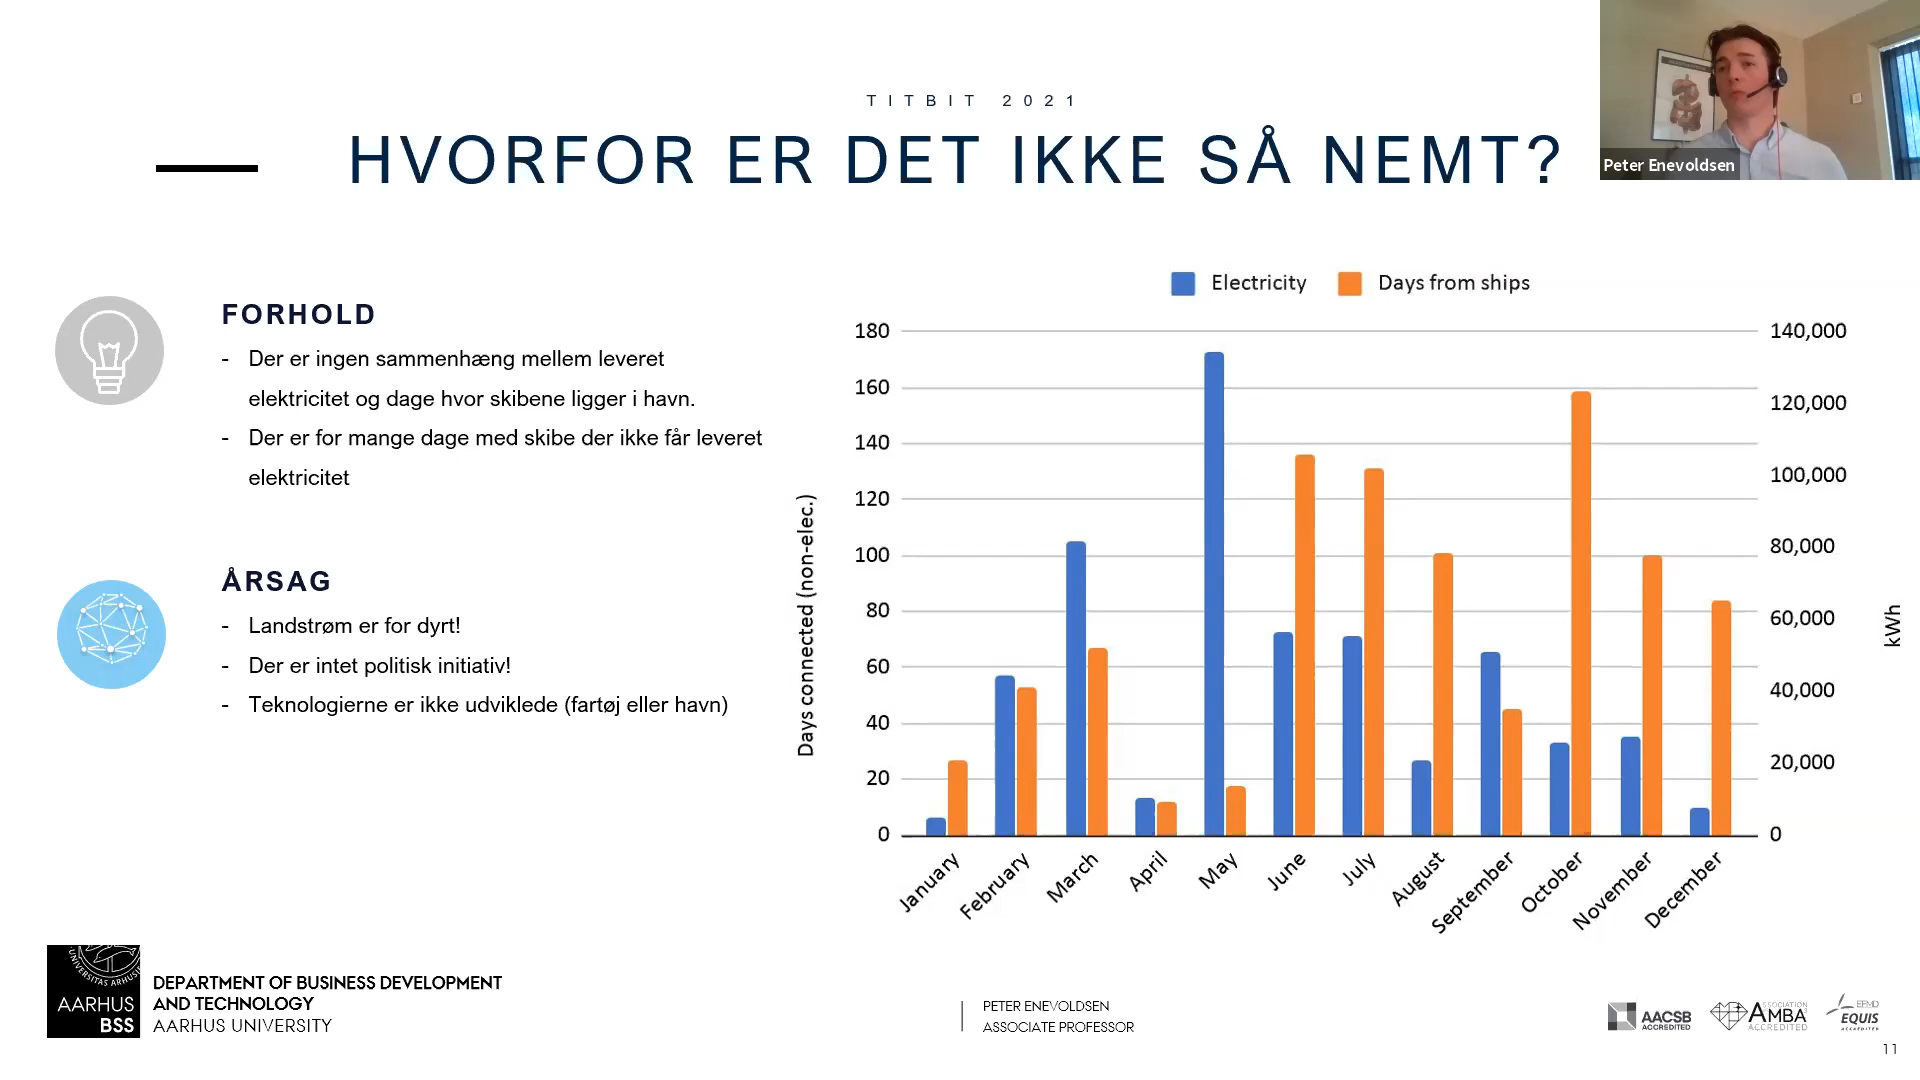 TITBIT 2021
HVORFOR ER DET IKKE SÅ NEMT?
Peter Enevoldsen
FORHOLD
- Der er ingen sammenhæng mellem leveret
elektricitet og dage hvor skibene ligger i havn.
- Der er for mange dage med skibe der ikke får leveret
elektricitet
ÅRSAG
- Landstrøm er for dyrt!
- Der er intet politisk initiativ!
- Teknologierne er ikke udviklede (fartøj eller havn)
Electricity
Days from ships
Days connected (non-elec.)
180
160
140
120
100
80
60
40
20
0
140,000
120,000
100,000
80,000
60,000
40,000
20,000
0
kWh
January
February
March
April
May
June
July
August
September
October
November
December
UNIVERSITAS ARHUSI
AARHUS
BSS
DEPARTMENT OF BUSINESS DEVELOPMENT
AND TECHNOLOGY
AARHUS UNIVERSITY
PETER ENEVOLDSEN
ASSOCIATE PROFESSOR
AACSB
ACCREDITED
ASSOCIATION
AMBA
ACCREDITED
EFMD
EQUIS
ACCREDITED
11